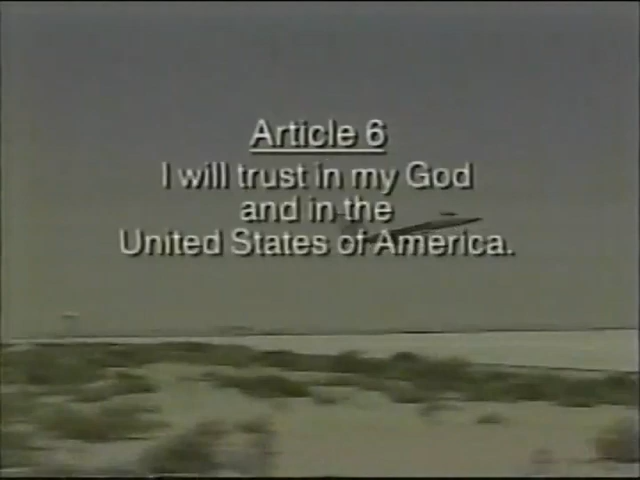 Article 6
I will trust in my God
and in the
United States of America.